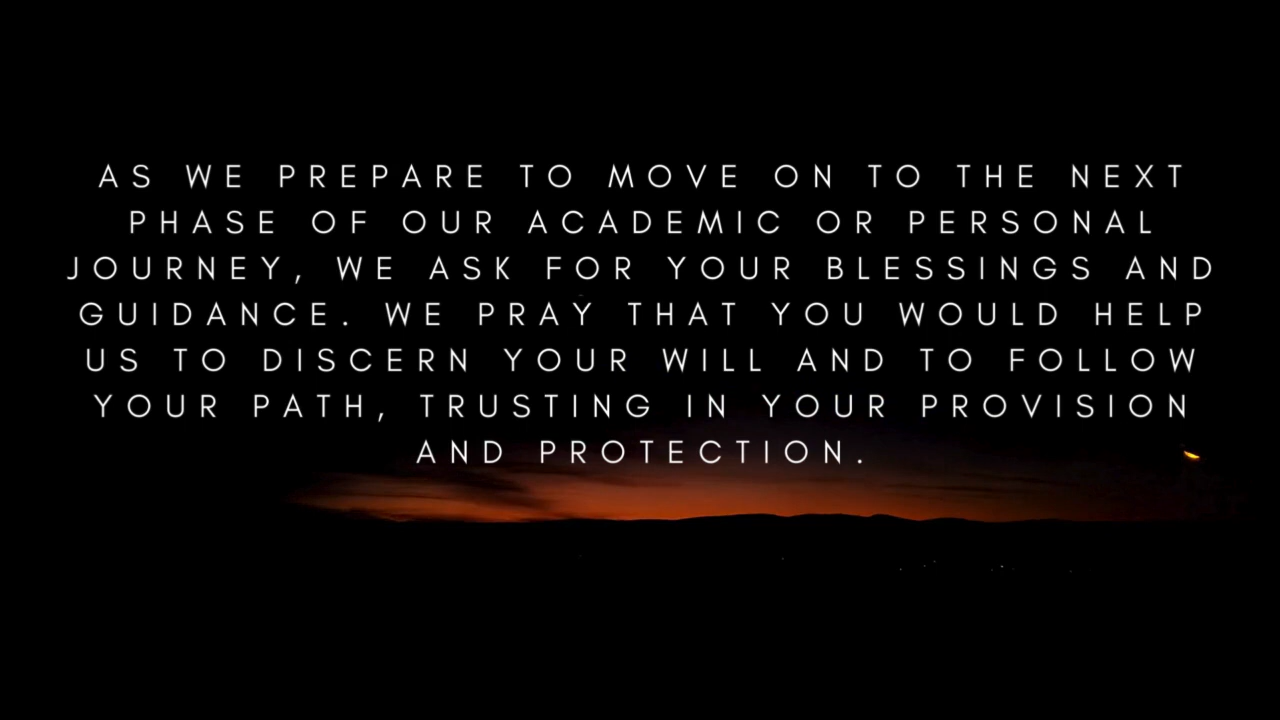 AS WE PREPARE TO MOVE ON TO THE NEXT
PHASE OF OUR ACADEMIC OR PERSONAL
JOURNEY, WE ASK FOR YOUR BLESSINGS AND
GUIDANCE. WE PRAY THAT YOU WOULD HELP
US TO DISCERN YOUR WILL AND TO FOLLOW
YOUR PATH, TRUSTING IN YOUR PROVISION
AND PROTECTION.